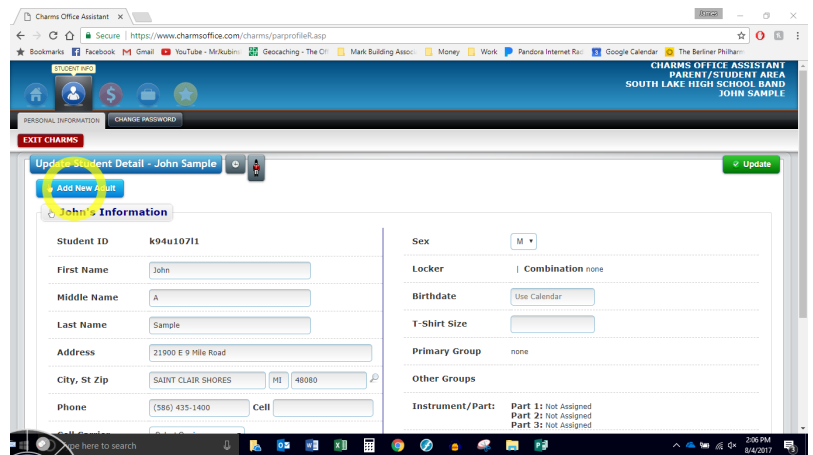 Charms Office Assistant
James
Secure | https://www.charmsoffice.com/charms/parprofileR.asp
Bookmarks Facebook Gmail YouTube - MrJkubin Geocaching - The Off Mark Building Associ Money Work Pandora Internet Rad Google Calendar The Berliner Philharm
STUDENT INFO
CHARMS OFFICE ASSISTANT
PARENT/STUDENT AREA
SOUTH LAKE HIGH SCHOOL BAND
JOHN SAMPLE
PERSONAL INFORMATION CHANGE PASSWORD
EXIT CHARMS
Update Student Detail - John Sample
Update
Add New Adult
John's Information
Student ID k94u107l1 Sex M
First Name John Locker | Combination none
Middle Name A Birthdate Use Calendar
Last Name Sample T-Shirt Size
Address 21900 E 9 Mile Road Primary Group none
City, St Zip SAINT CLAIR SHORES MI 48080 Other Groups
Phone (586) 435-1400 Cell Instrument/Part: Part 1: Not Assigned
Part 2: Not Assigned
Part 3: Not Assigned
Type here to search
2:06 PM
8/4/2017